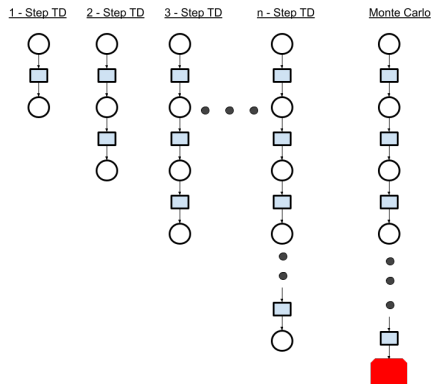 1 - Step TD
2 - Step TD
3 - Step TD
n - Step TD
Monte Carlo